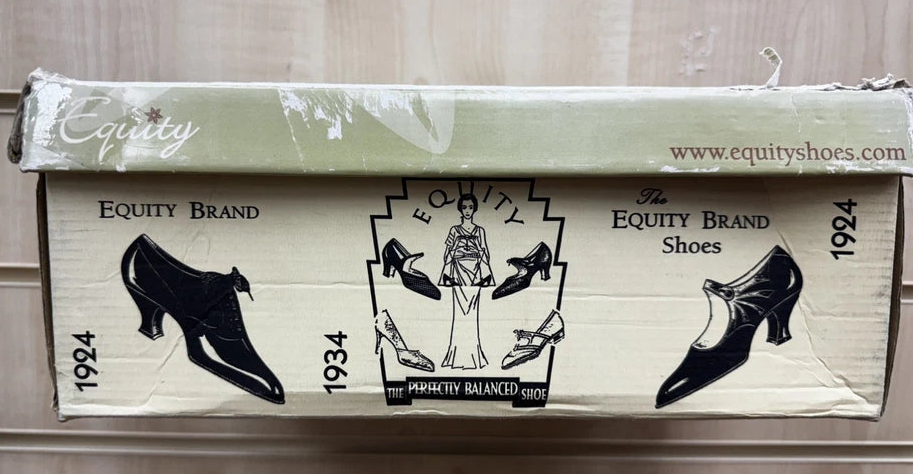 Equity
www.equityshoes.com
EQUITY BRAND
1924
1934
EQUITY
THE PERFECTLY BALANCED SHOE
The
EQUITY BRAND
Shoes
1924